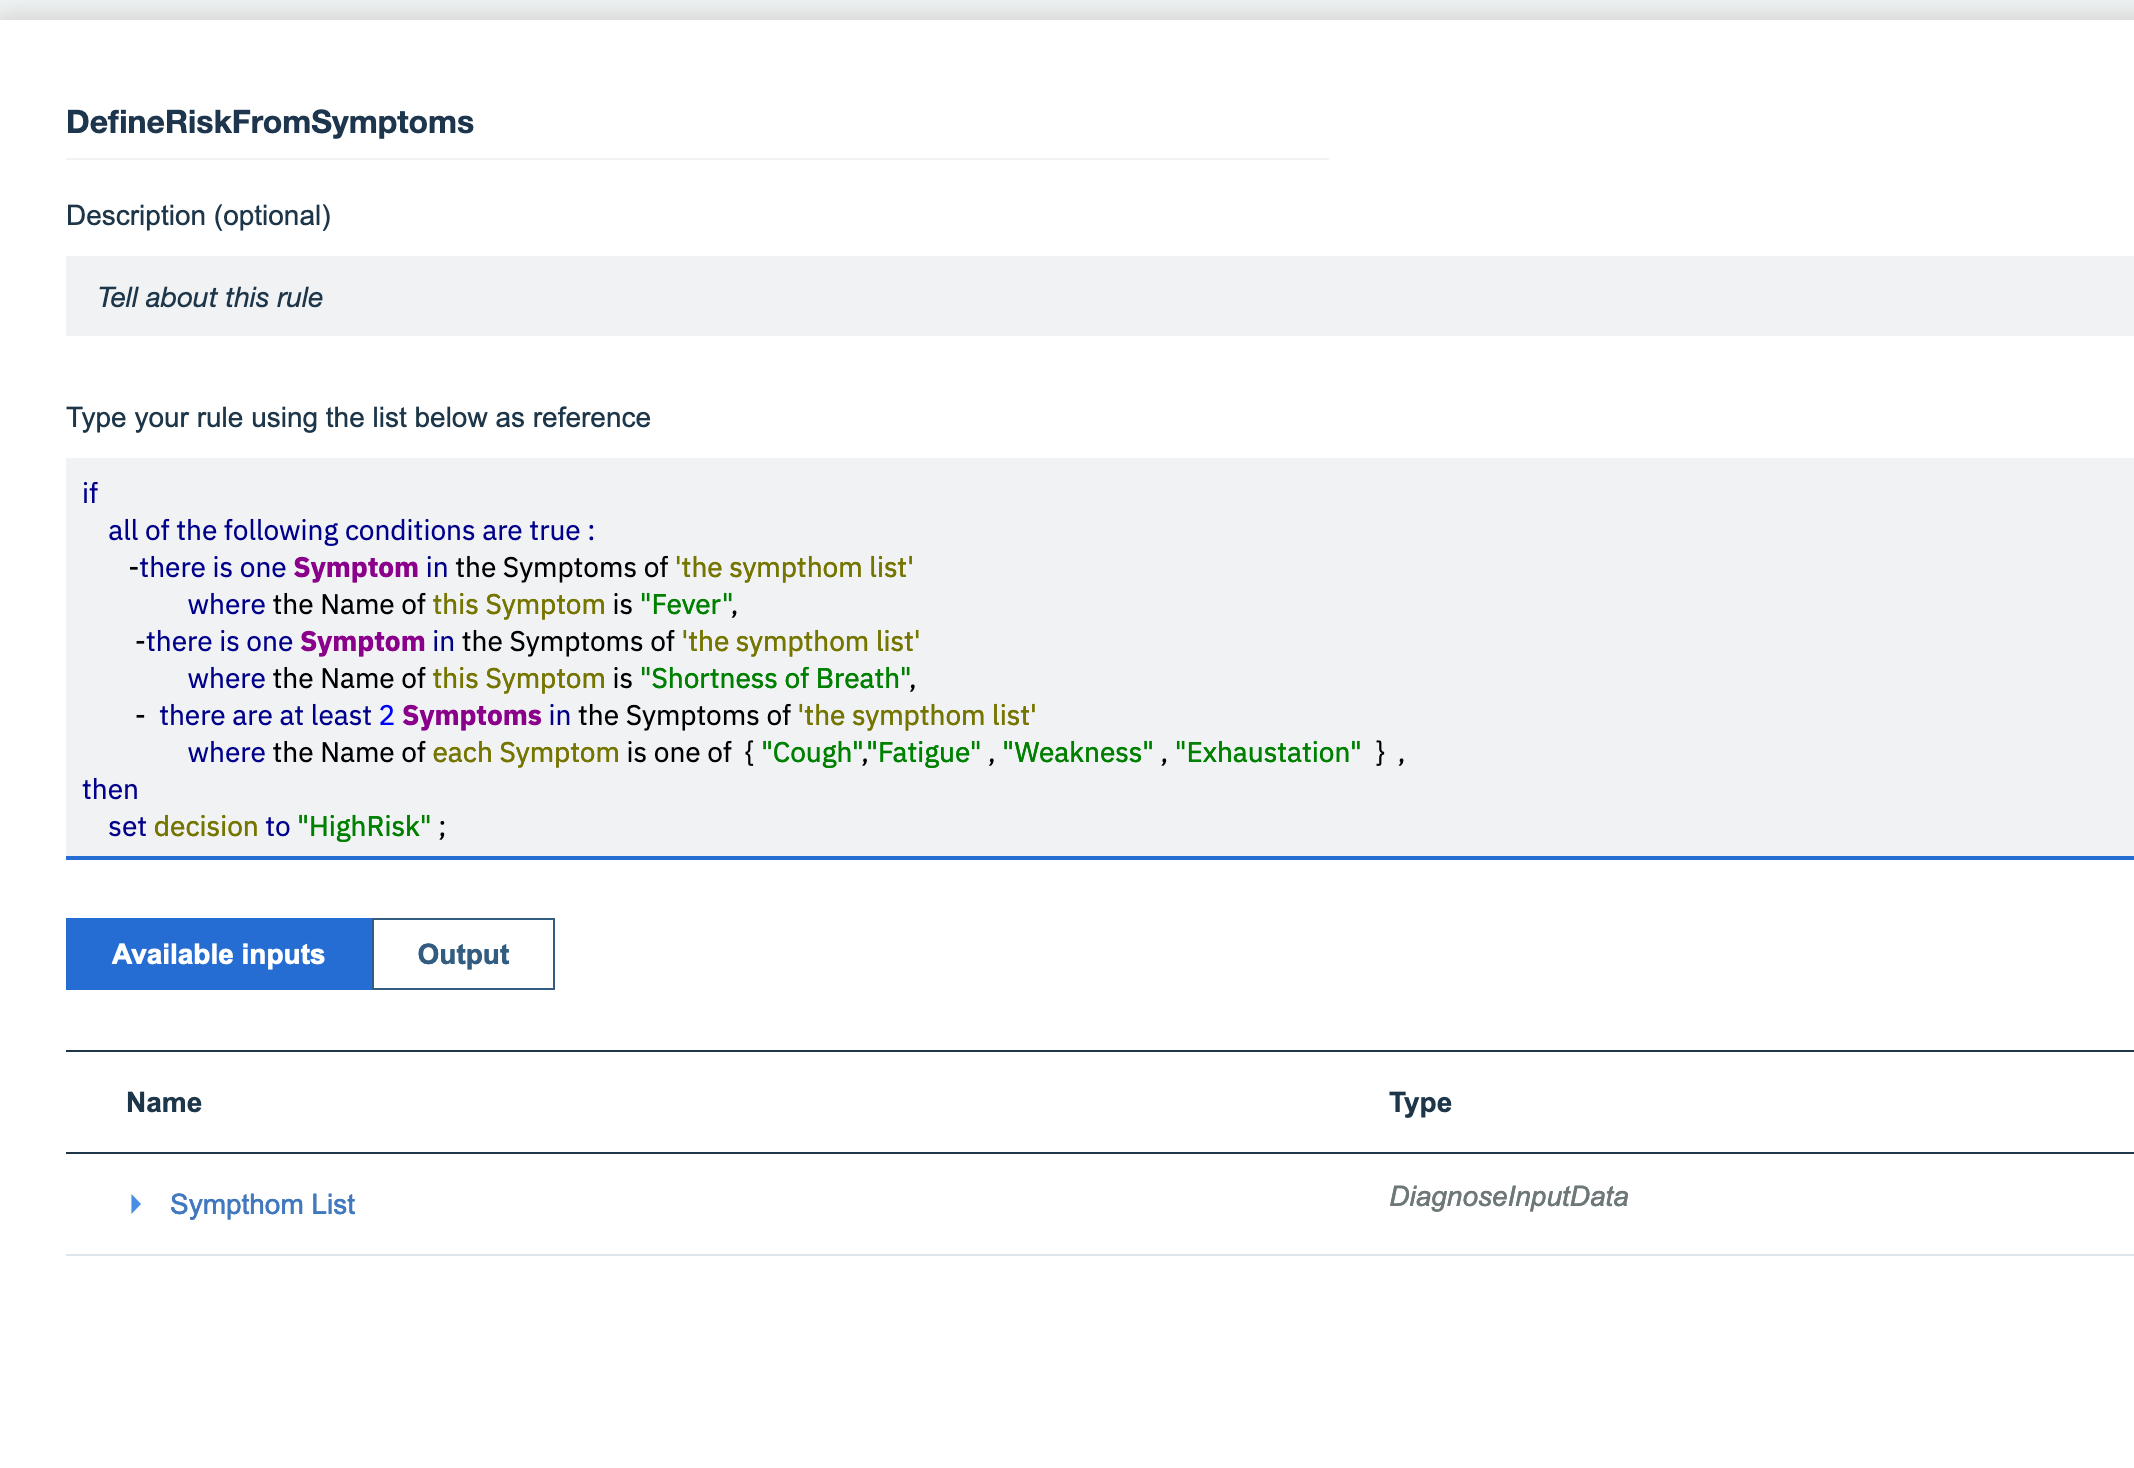 DefineRiskFromSymptoms
Description (optional)
Tell about this rule
Type your rule using the list below as reference
if
all of the following conditions are true :
-there is one Symptom in the Symptoms of 'the sympthom list'
where the Name of this Symptom is "Fever",
-there is one Symptom in the Symptoms of 'the sympthom list'
where the Name of this Symptom is "Shortness of Breath",
- there are at least 2 Symptoms in the Symptoms of 'the sympthom list'
where the Name of each Symptom is one of { "Cough","Fatigue" , "Weakness" , "Exhaustation" } ,
then
set decision to "HighRisk" ;
Available inputs Output
Name Type
Sympthom List DiagnoseInputData